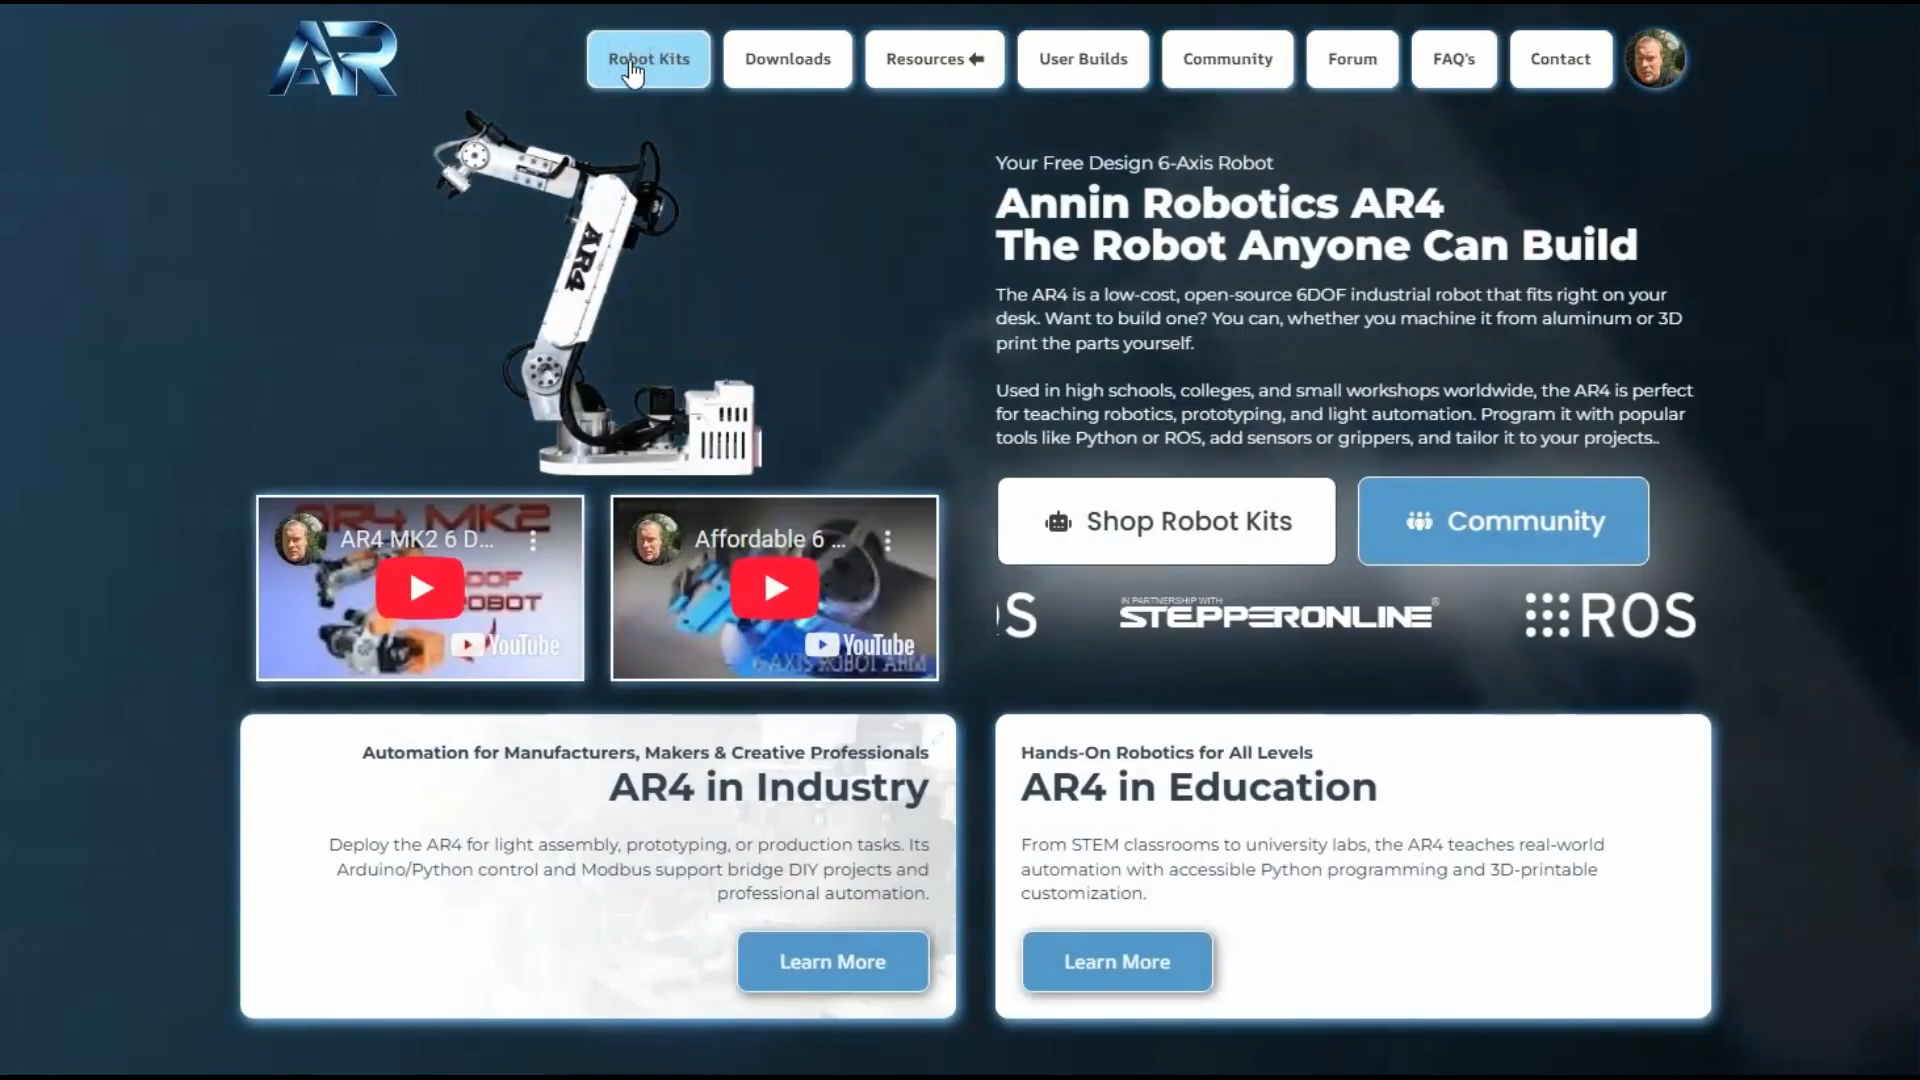 AR
Robot Kits
Downloads
Resources
User Builds
Community
Forum
FAQ's
Contact
AR4
Your Free Design 6-Axis Robot
Annin Robotics AR4
The Robot Anyone Can Build
The AR4 is a low-cost, open-source 6DOF industrial robot that fits right on your
desk. Want to build one? You can, whether you machine it from aluminum or 3D
print the parts yourself.
Used in high schools, colleges, and small workshops worldwide, the AR4 is perfect
for teaching robotics, prototyping, and light automation. Program it with popular
tools like Python or ROS, add sensors or grippers, and tailor it to your projects..
Shop Robot Kits
Community
AR4 MK2
AR4 MK2 6 D...
DOF
ROBOT
YouTube
Affordable 6 ...
YouTube
6 AXIS ROBOT ARM
OS
IN PARTNERSHIP WITH
STEPPERONLINE®
ROS
Automation for Manufacturers, Makers & Creative Professionals
AR4 in Industry
Deploy the AR4 for light assembly, prototyping, or production tasks. Its
Arduino/Python control and Modbus support bridge DIY projects and
professional automation.
Learn More
Hands-On Robotics for All Levels
AR4 in Education
From STEM classrooms to university labs, the AR4 teaches real-world
automation with accessible Python programming and 3D-printable
customization.
Learn More